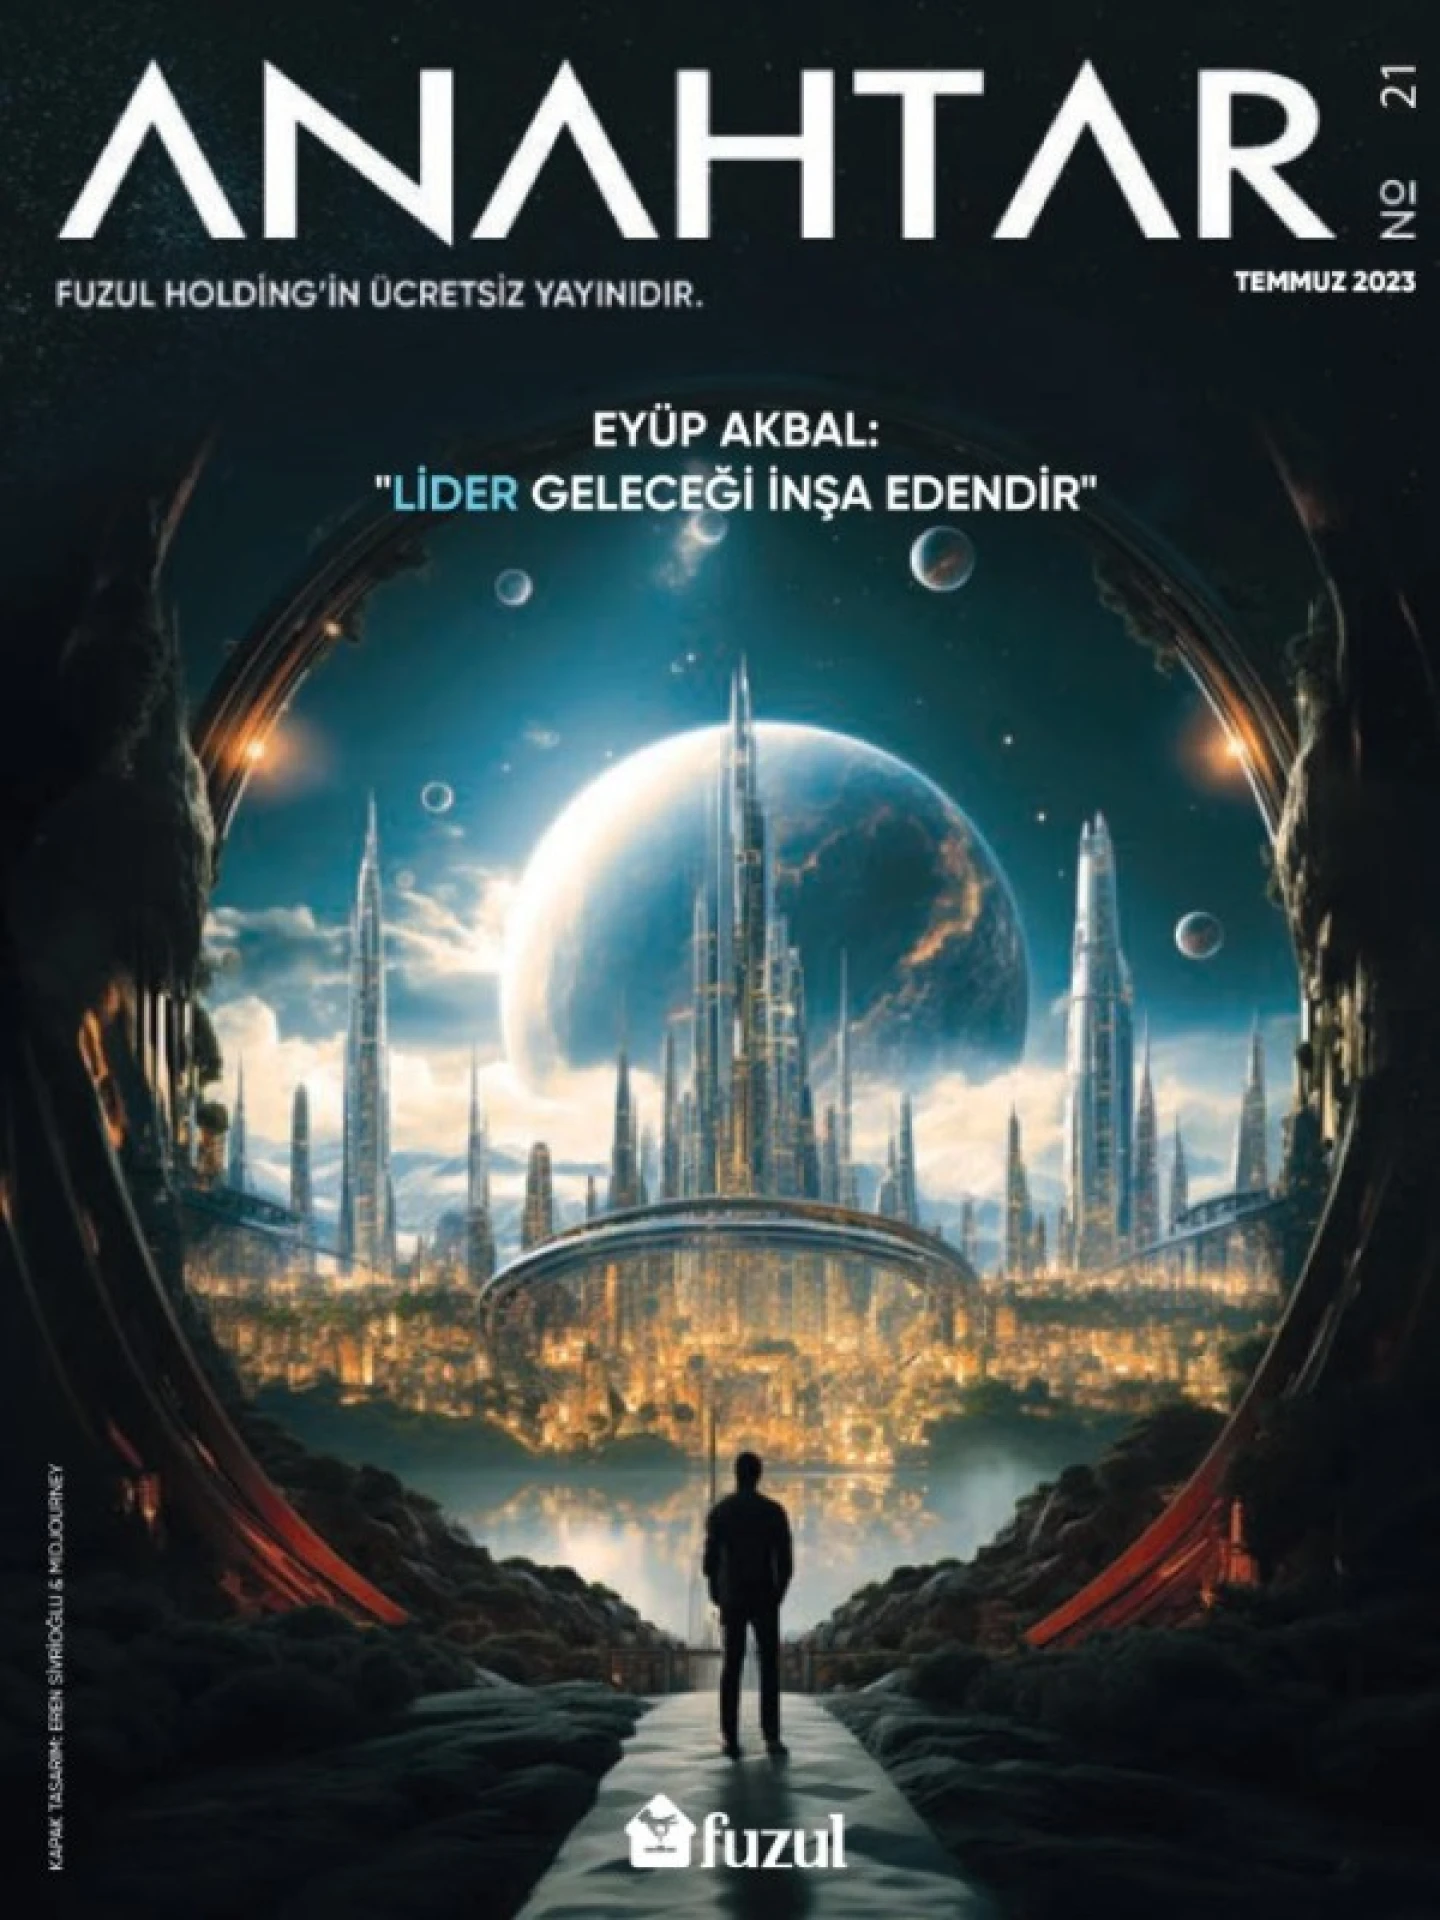 ANAHTAR
NO 21
FUZUL HOLDİNG'İN ÜCRETSİZ YAYINIDIR.
TEMMUZ 2023
EYÜP AKBAL:
"LİDER GELECEĞİ İNŞA EDENDİR"
KAPAK TASARIM: EREN SİVRİOĞLU & MIDJOURNEY
fuzul